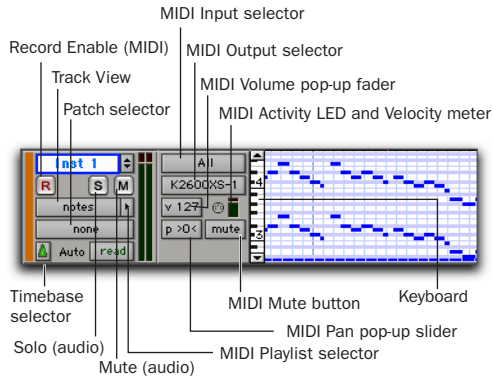 MIDI Input selector
Record Enable (MIDI)
MIDI Output selector
Track View
MIDI Volume pop-up fader
Patch selector
MIDI Activity LED and Velocity meter
Inst 1
All
R
S
M
K2600XS-1
4
notes
v 127
none
p >0<
mute
3
Auto
read
Timebase
selector
MIDI Mute button
Keyboard
MIDI Pan pop-up slider
Solo (audio)
MIDI Playlist selector
Mute (audio)